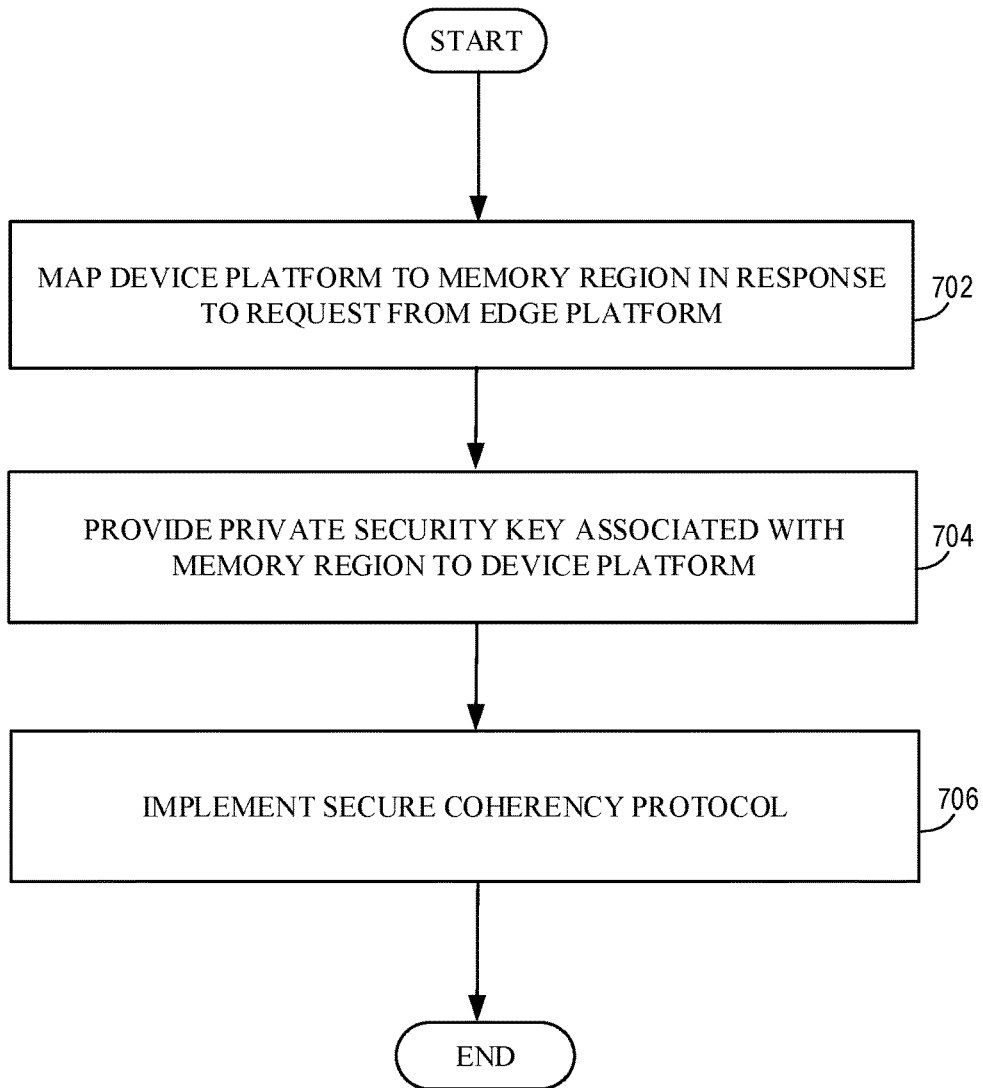 START
MAP DEVICE PLATFORM TO MEMORY REGION IN RESPONSE
TO REQUEST FROM EDGE PLATFORM
702
PROVIDE PRIVATE SECURITY KEY ASSOCIATED WITH
MEMORY REGION TO DEVICE PLATFORM
704
IMPLEMENT SECURE COHERENCY PROTOCOL
706
END